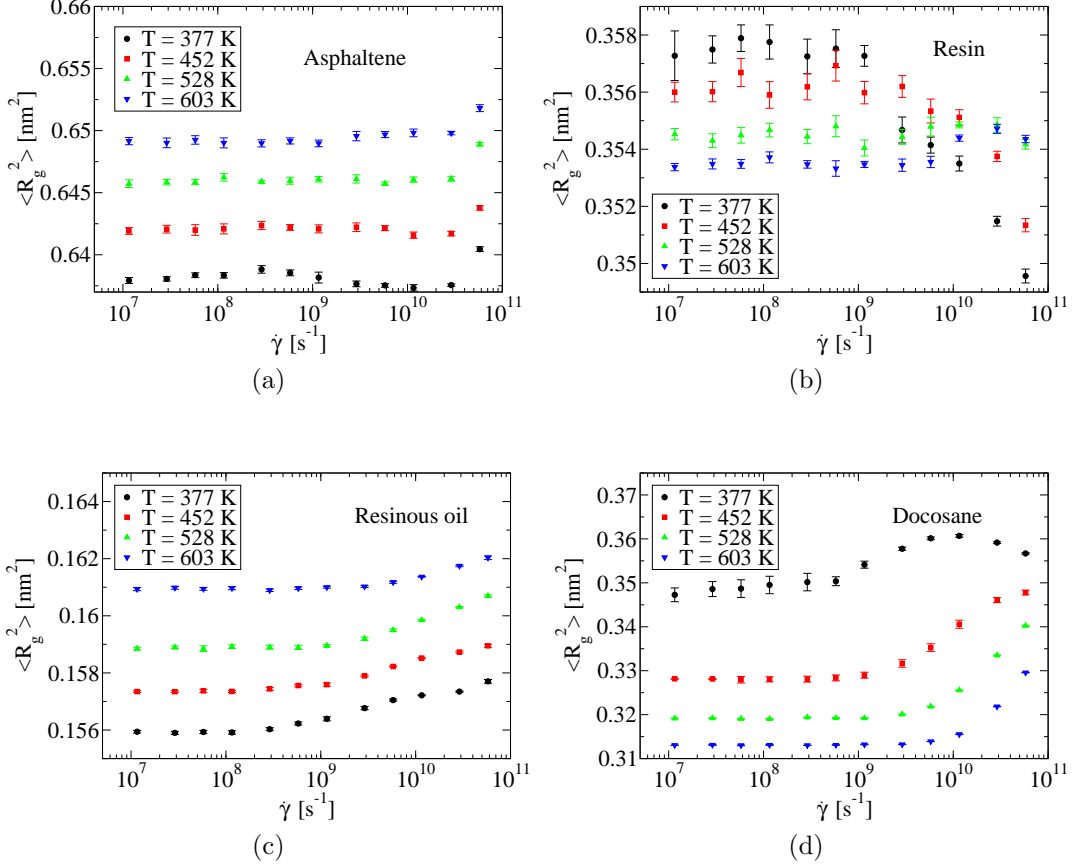 0.66
0.655
0.65
0.645
0.64
<R_g^2> [nm^2]
T = 377 K
T = 452 K
T = 528 K
T = 603 K
Asphaltene
10^7 10^8 10^9 10^10 10^11
γ̇ [s^-1]
(a)
0.358
0.356
0.354
0.352
0.35
<R_g^2> [nm^2]
Resin
T = 377 K
T = 452 K
T = 528 K
T = 603 K
10^7 10^8 10^9 10^10 10^11
γ̇ [s^-1]
(b)
0.164
0.162
0.16
0.158
0.156
<R_g^2> [nm^2]
T = 377 K
T = 452 K
T = 528 K
T = 603 K
Resinous oil
10^7 10^8 10^9 10^10 10^11
γ̇ [s^-1]
(c)
0.37
0.36
0.35
0.34
0.33
0.32
0.31
<R_g^2> [nm^2]
T = 377 K
T = 452 K
T = 528 K
T = 603 K
Docosane
10^7 10^8 10^9 10^10 10^11
γ̇ [s^-1]
(d)